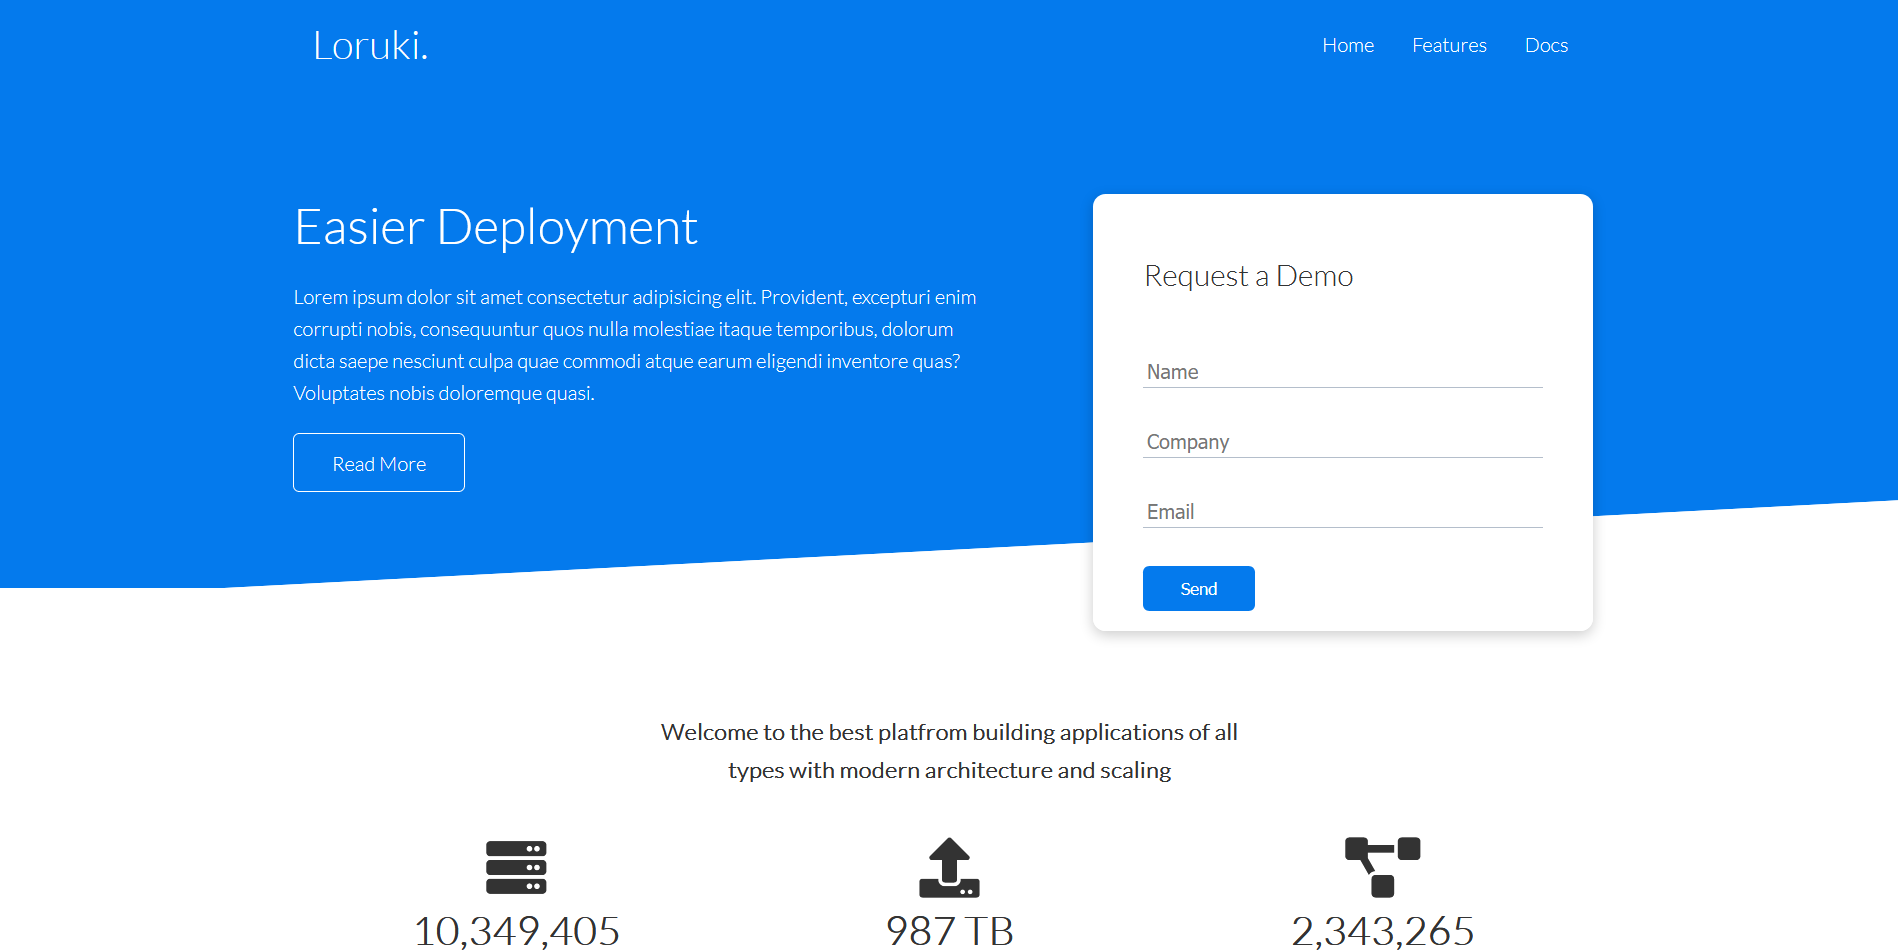 Loruki.
Home
Features
Docs
Easier Deployment
Lorem ipsum dolor sit amet consectetur adipisicing elit. Provident, excepturi enim
corrupti nobis, consequuntur quos nulla molestiae itaque temporibus, dolorum
dicta saepe nesciunt culpa quae commodi atque earum eligendi inventore quas?
Voluptates nobis doloremque quasi.
Read More
Request a Demo
Name
Company
Email
Send
Welcome to the best platfrom building applications of all
types with modern architecture and scaling
10,349,405
987 TB
2,343,265